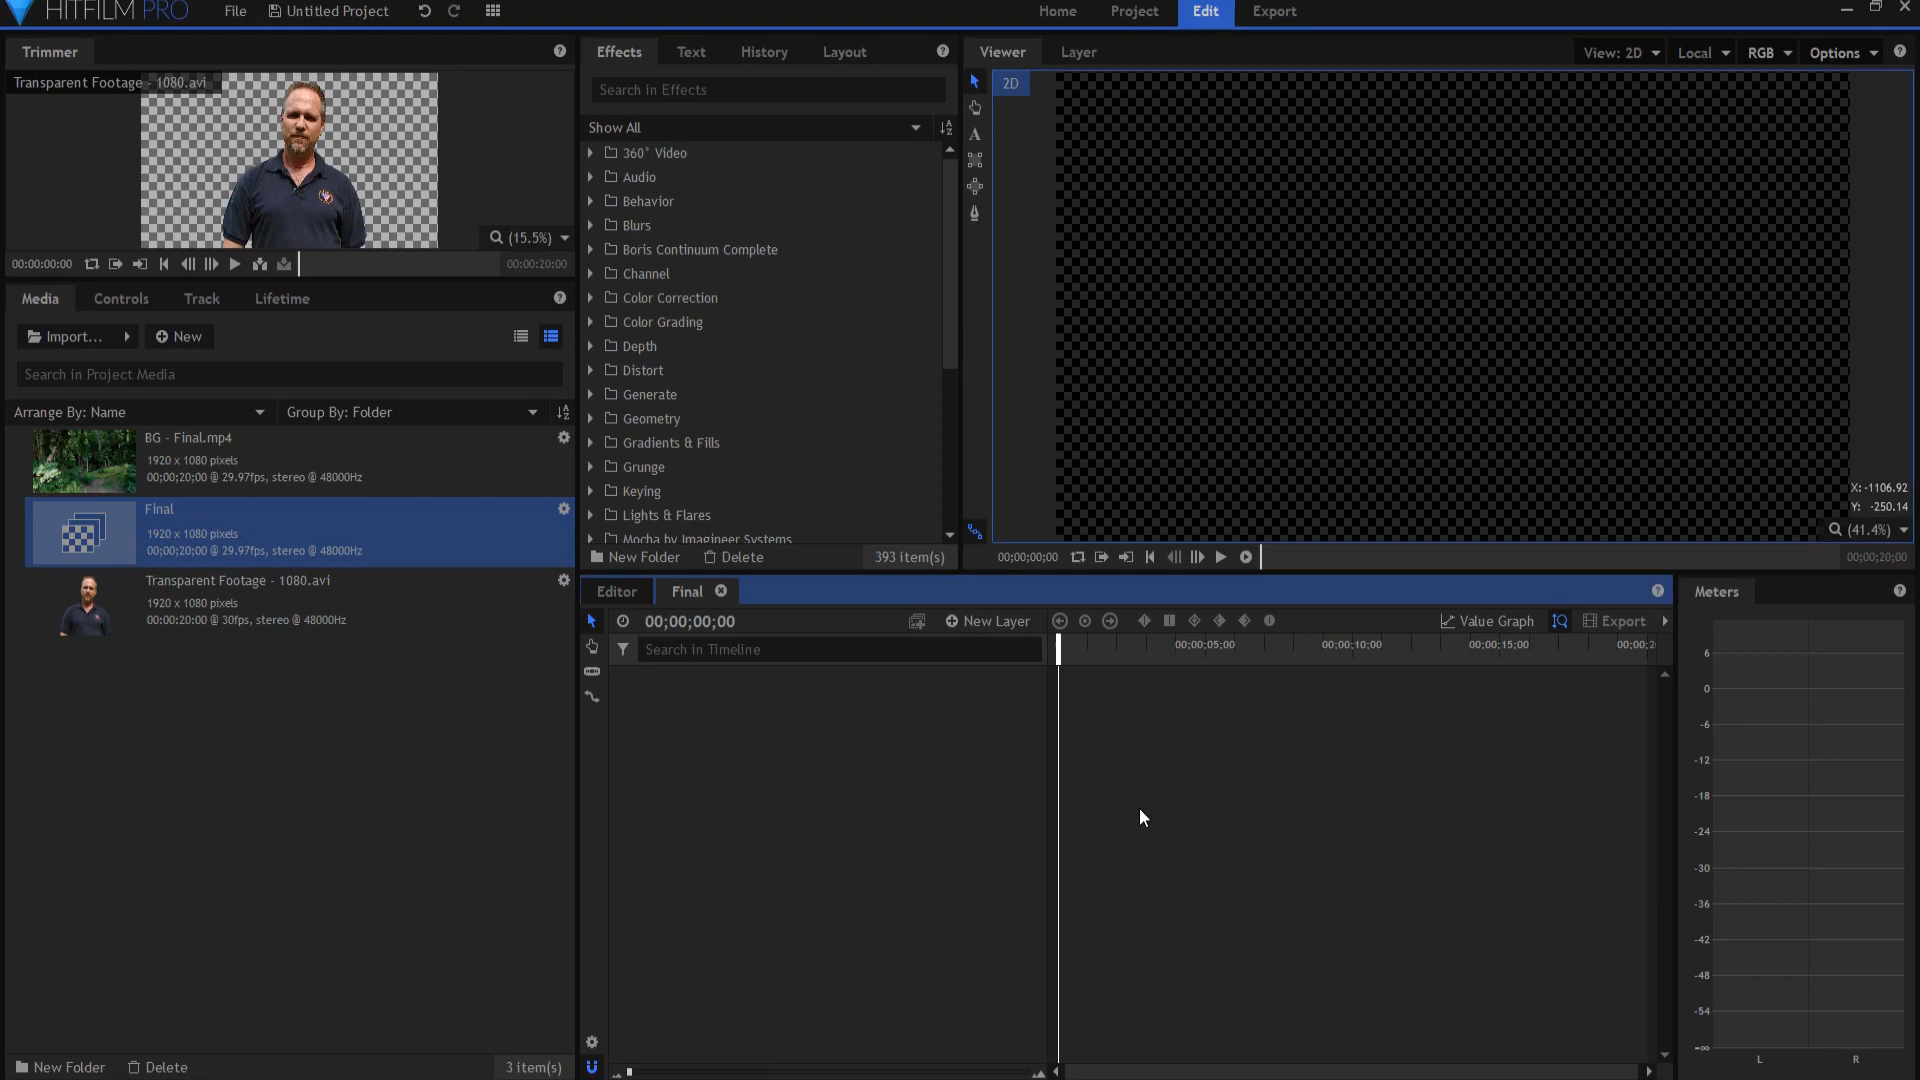 HITFILM PRO
File
Untitled Project
Home
Project
Edit
Export
Trimmer
Transparent Footage - 1080.avi
(15.5%)
00:00:00:00
00:00:20:00
Media
Controls
Track
Lifetime
Import...
New
Search in Project Media
Arrange By: Name
Group By: Folder
BG - Final.mp4
1920 x 1080 pixels
00;00;20;00 @ 29.97fps, stereo @ 48000Hz
Final
1920 x 1080 pixels
00;00;20;00 @ 29.97fps, stereo @ 48000Hz
Transparent Footage - 1080.avi
1920 x 1080 pixels
00:00:20:00 @ 30fps, stereo @ 48000Hz
New Folder
Delete
3 item(s)
Effects
Text
History
Layout
Search in Effects
Show All
360° Video
Audio
Behavior
Blurs
Boris Continuum Complete
Channel
Color Correction
Color Grading
Depth
Distort
Generate
Geometry
Gradients & Fills
Grunge
Keying
Lights & Flares
Mocha by Imagineer Systems
New Folder
Delete
393 item(s)
Viewer
Layer
View: 2D
Local
RGB
Options
2D
X: -1106.92
Y: -250.14
(41.4%)
00;00;00;00
00;00;20;00
Editor
Final
00;00;00;00
New Layer
Value Graph
Export
Search in Timeline
00;00;05;00
00;00;10;00
00;00;15;00
00;00;2
Meters
6
0
-6
-12
-18
-24
-30
-36
-42
-48
-54
-∞
L
R